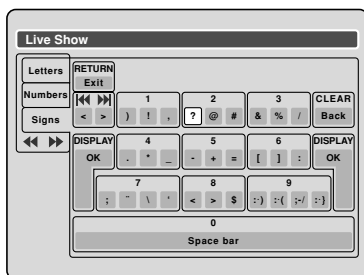 Live Show
Letters
Numbers
Signs
RETURN
Exit
1
2
3
CLEAR
< > ) ! , ? @ # & % / Back
DISPLAY
4
5
6
DISPLAY
OK . * _ - + = [ ] : OK
7
8
9
; ¨ \ ' < > $ :-) :-( ;-/ :-}
0
Space bar